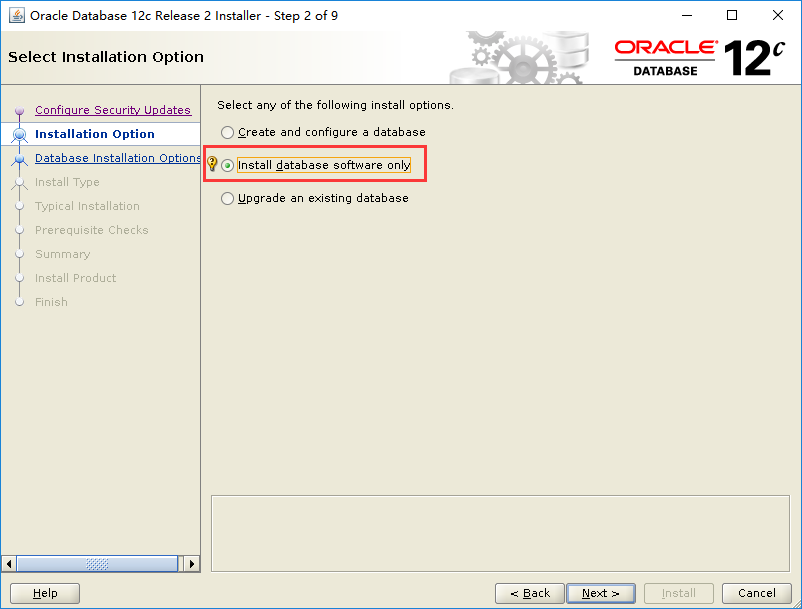 Oracle Database 12c Release 2 Installer - Step 2 of 9
Select Installation Option
ORACLE®
DATABASE
12c
Configure Security Updates
Installation Option
Database Installation Options
Install Type
Typical Installation
Prerequisite Checks
Summary
Install Product
Finish
Select any of the following install options.
Create and configure a database
Install database software only
Upgrade an existing database
Help
< Back
Next >
Install
Cancel